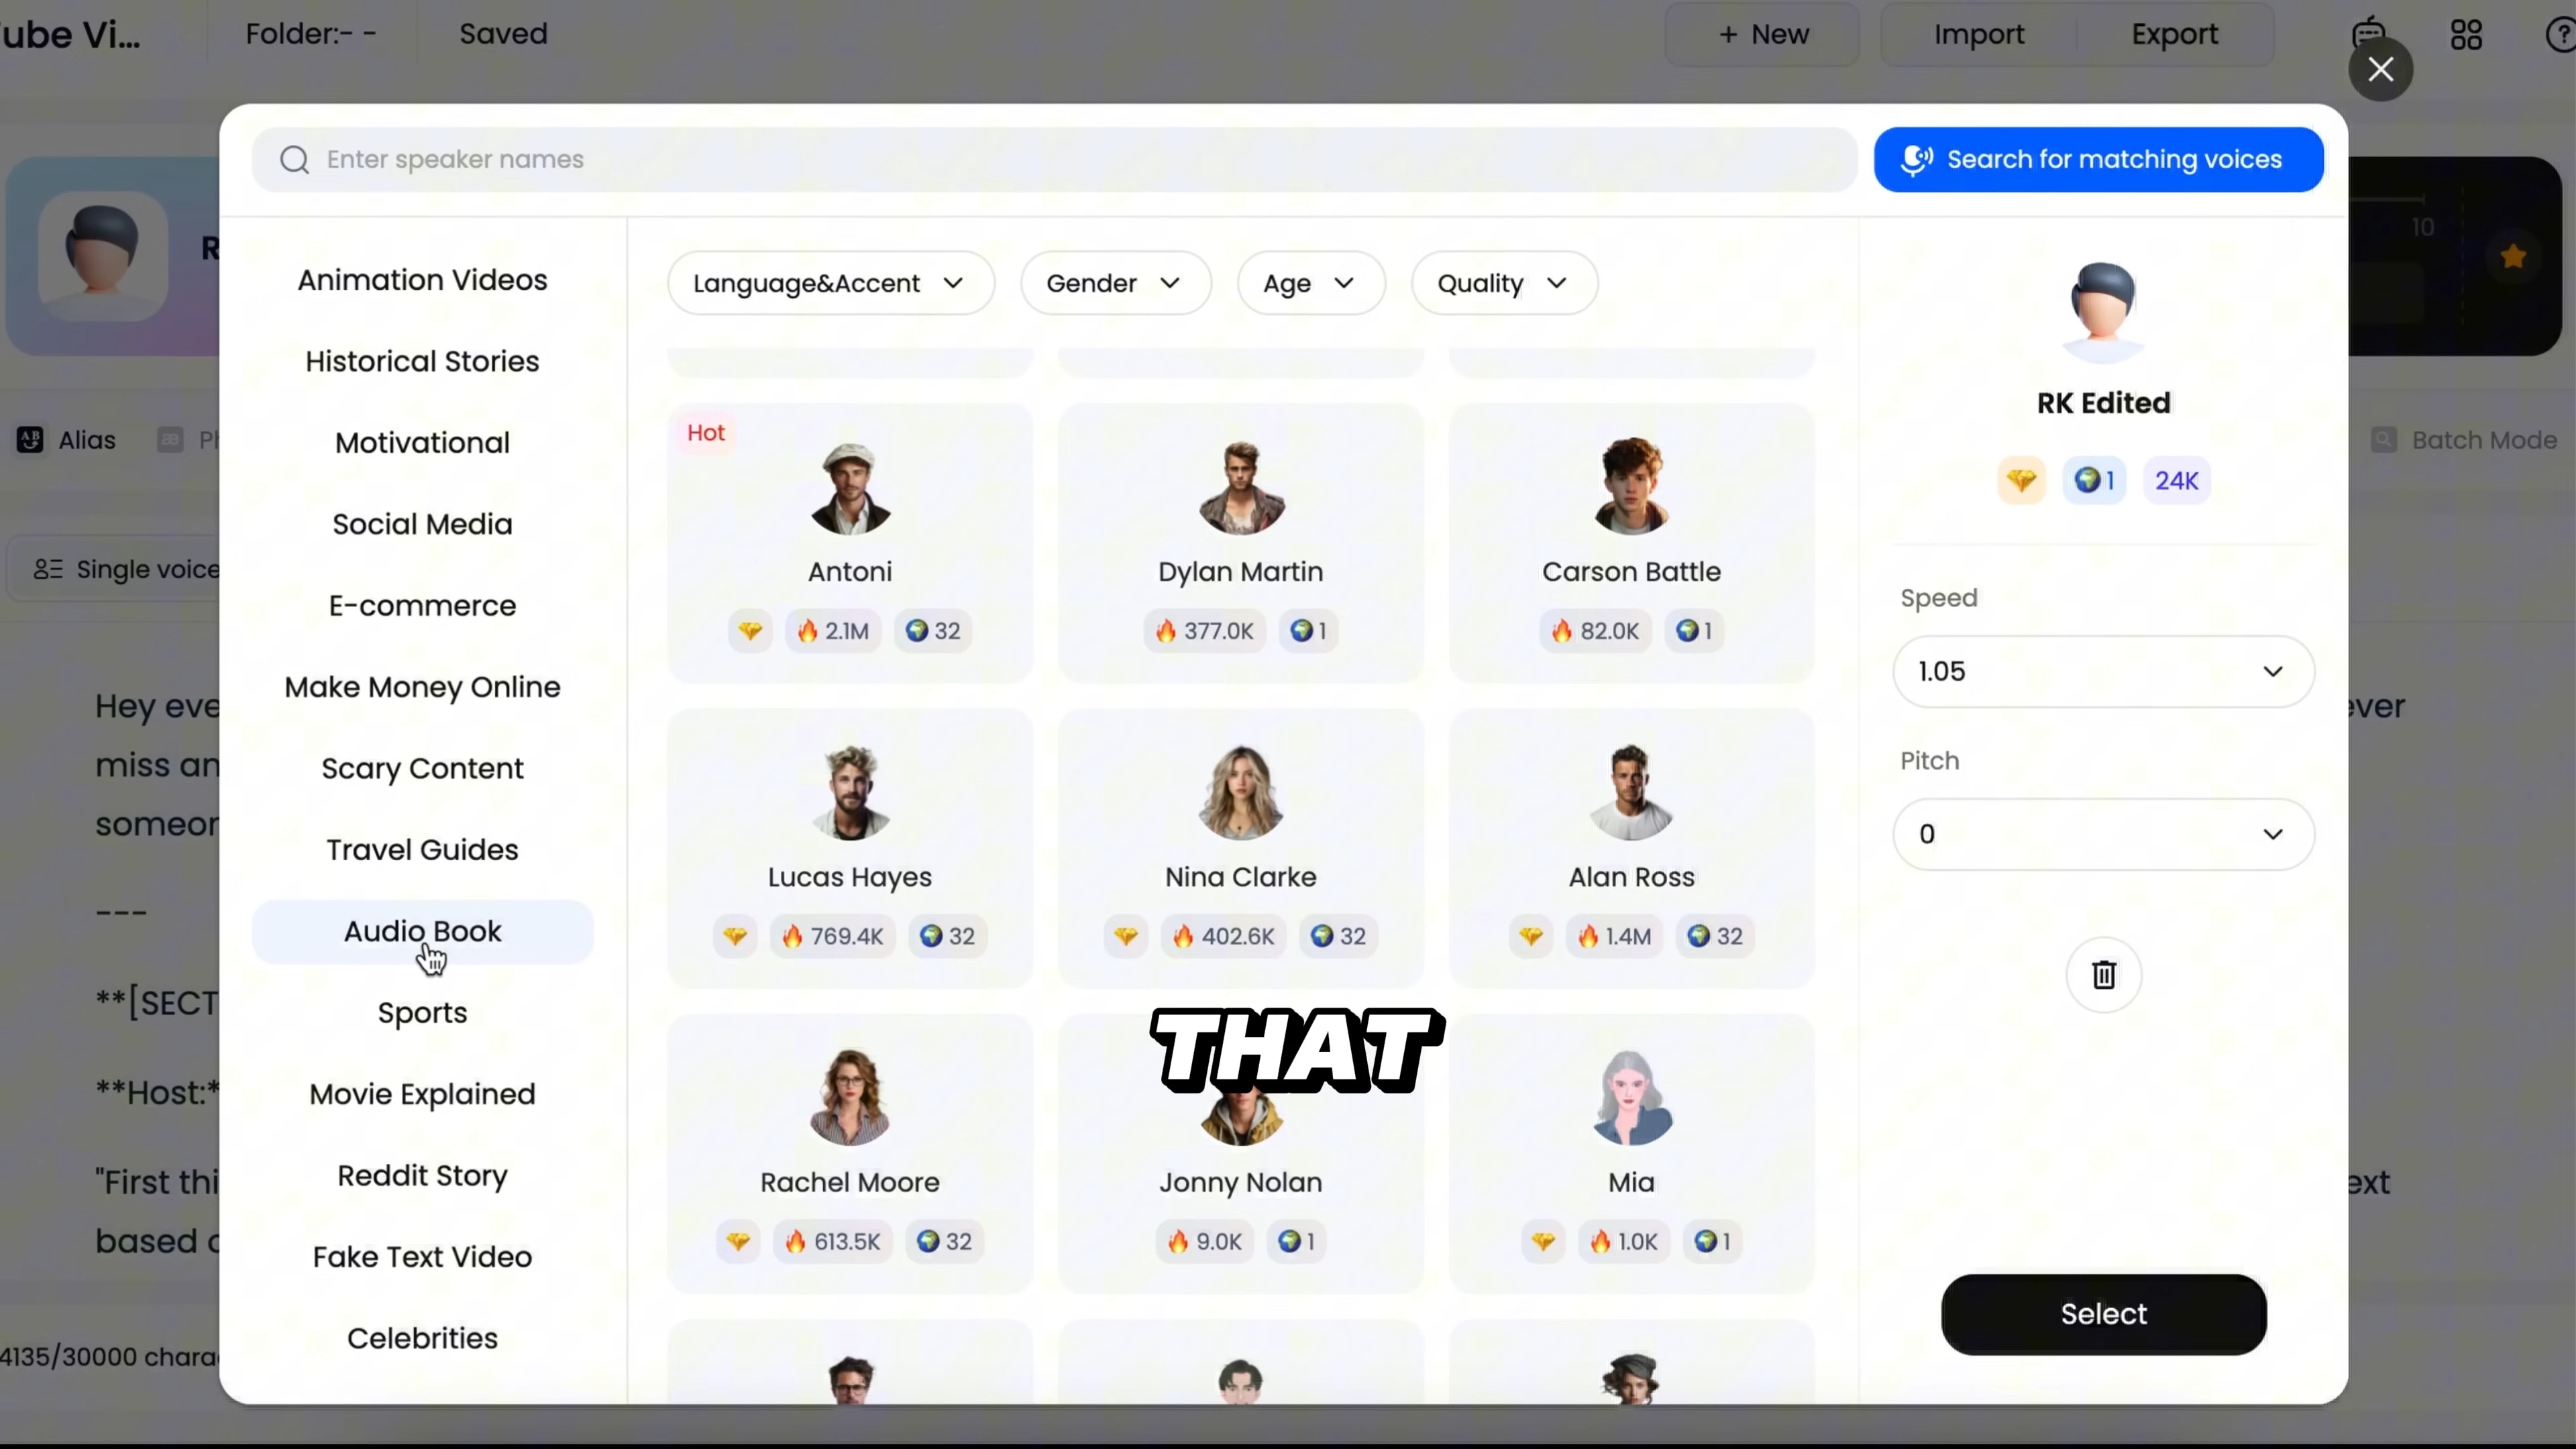 ube Vi...
Folder:- -
Saved
+ New
Import
Export
Enter speaker names
Search for matching voices
10
R
Alias
Batch Mode
Single voice
Hey eve
ever
miss an
someor
---
**[SECT
**Host:*
"First thi
ext
based
4135/30000 chara
Animation Videos
Historical Stories
Motivational
Social Media
E-commerce
Make Money Online
Scary Content
Travel Guides
Audio Book
Sports
Movie Explained
Reddit Story
Fake Text Video
Celebrities
Language&Accent
Gender
Age
Quality
Hot
Antoni
2.1M
32
Dylan Martin
377.0K
1
Carson Battle
82.0K
1
Lucas Hayes
769.4K
32
Nina Clarke
402.6K
32
Alan Ross
1.4M
32
THAT
Rachel Moore
613.5K
32
Jonny Nolan
9.0K
1
Mia
1.0K
1
RK Edited
1
24K
Speed
1.05
Pitch
0
Select